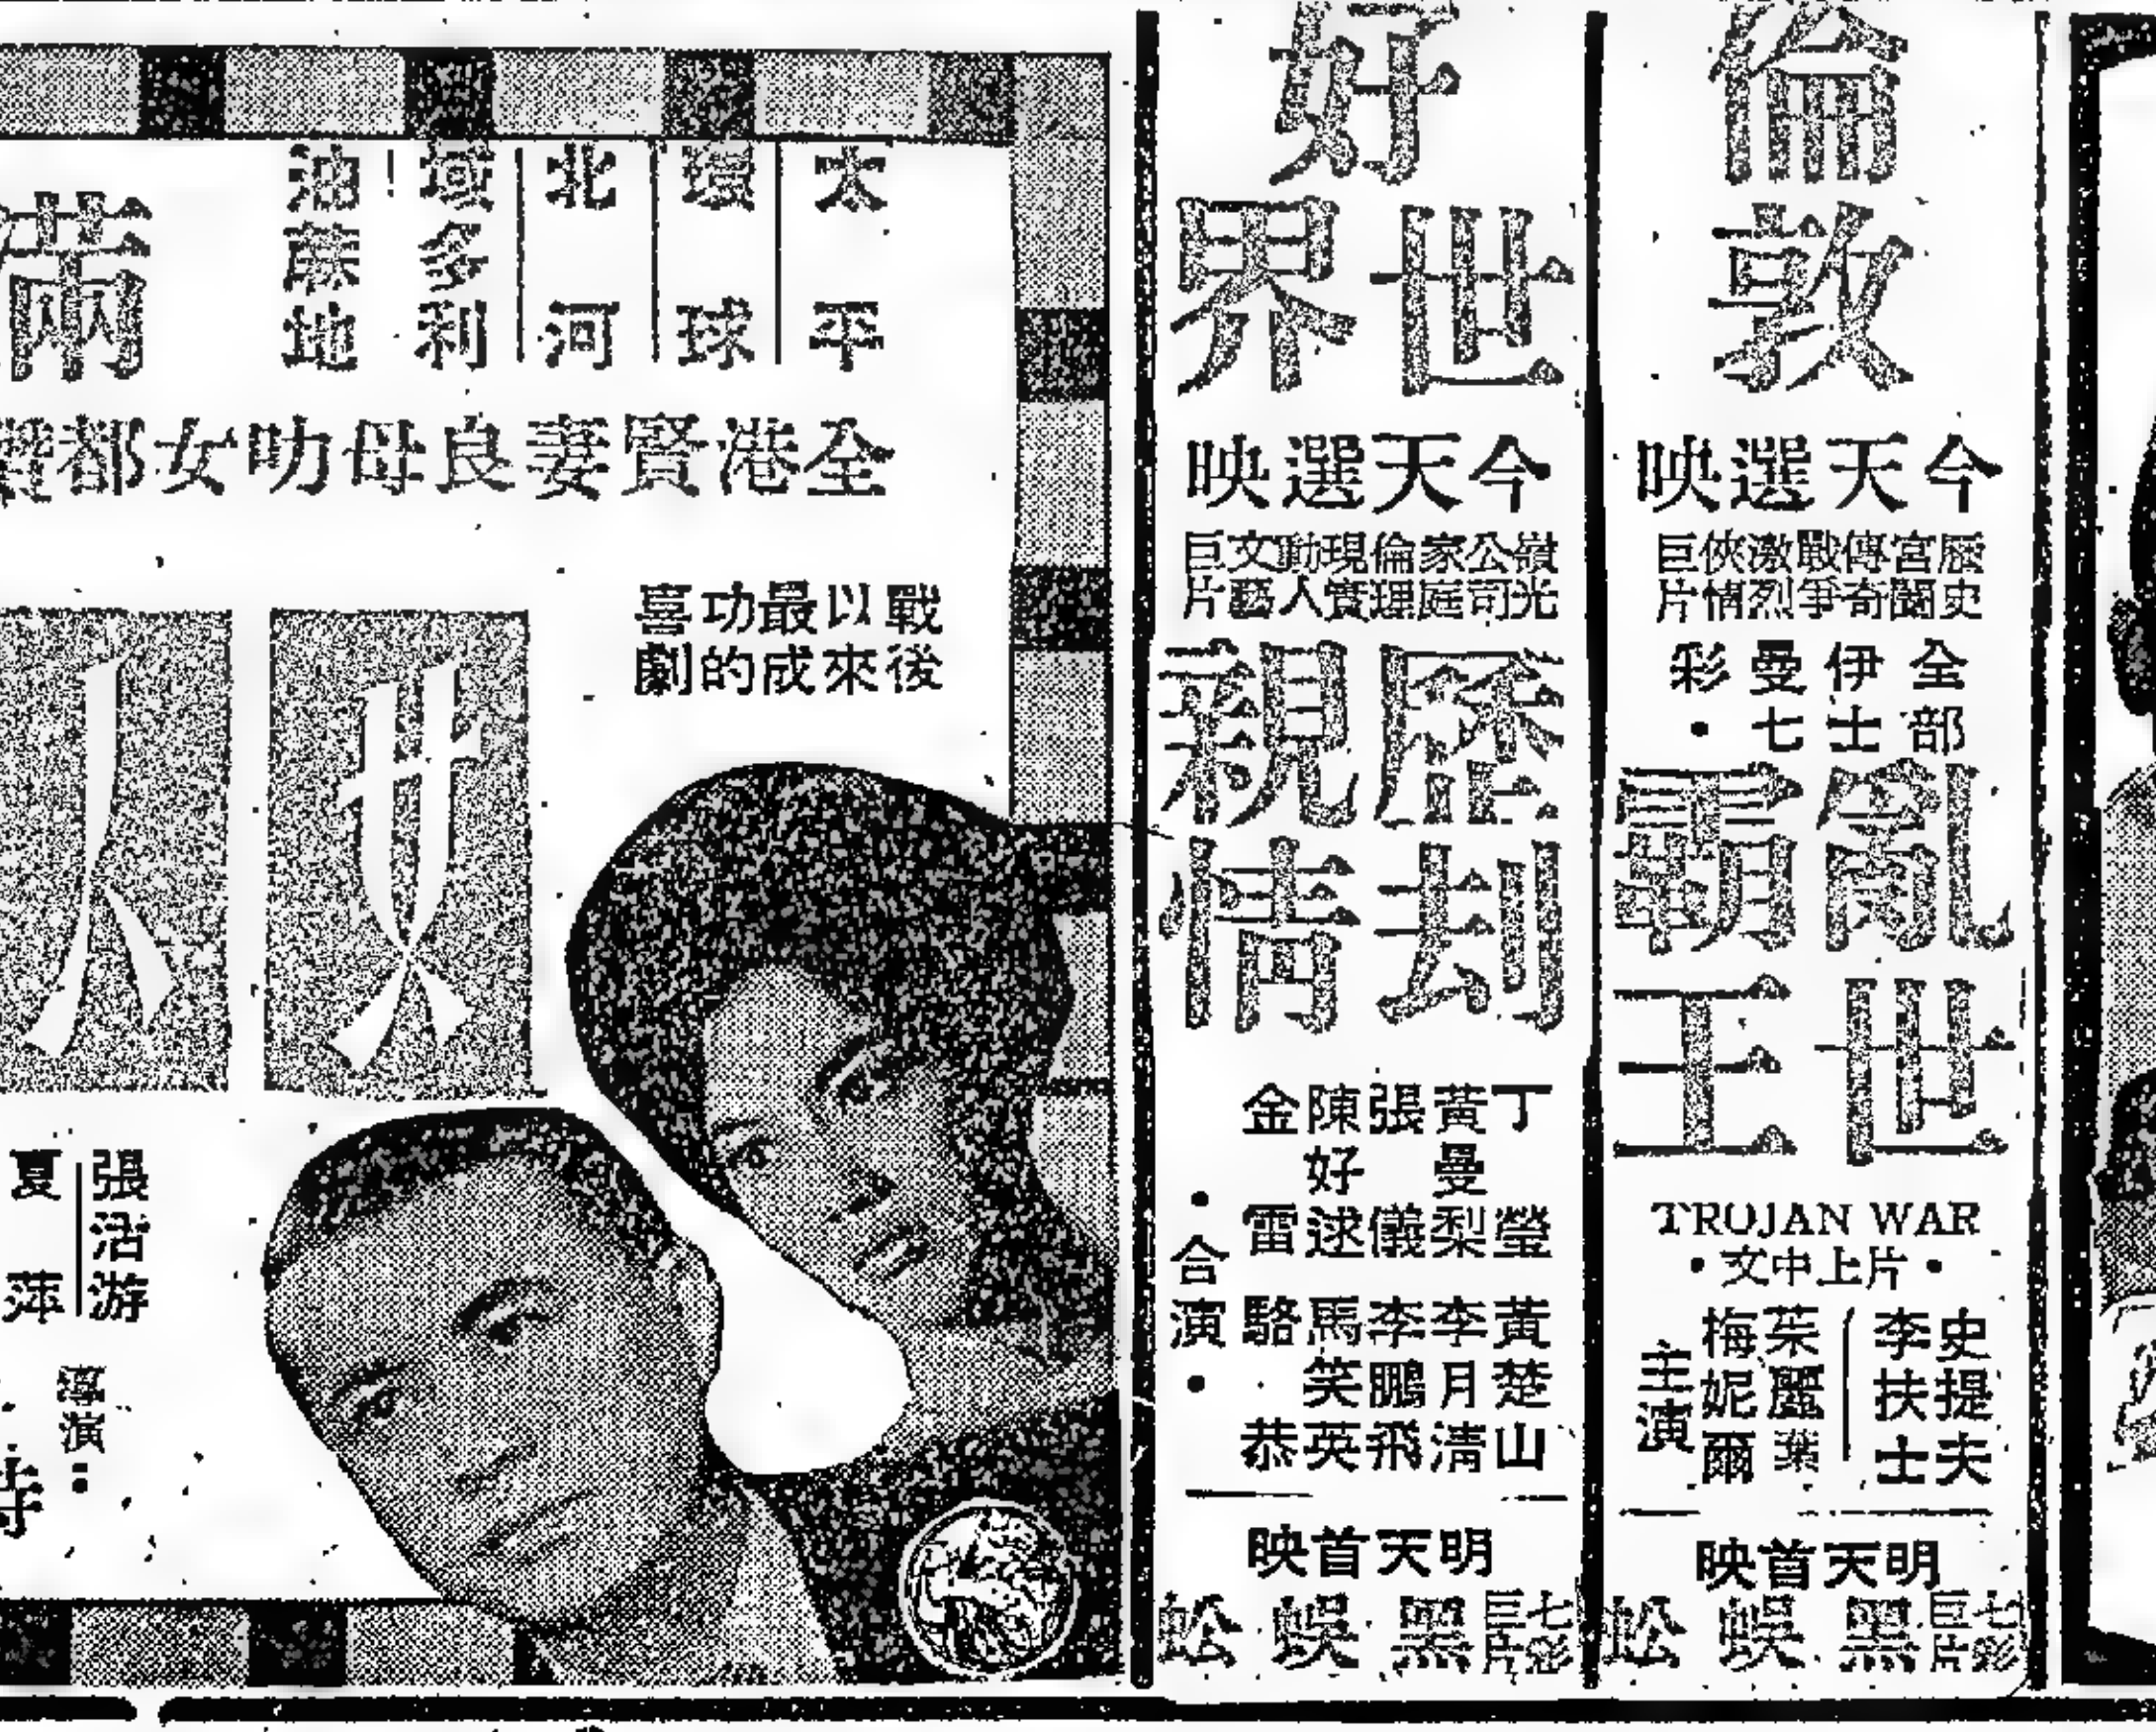 倫敦
今天選映
歷史
宮闈
傳奇
戰爭
激烈
俠情
巨片
全部
伊士
曼七
彩·
亂世
霸王
TROJAN WAR
·片上中文·
史提夫
李扶士
茱麗葉
梅妮爾
主演
明天首映
七彩
巨片
黑蜈蚣
好世界
今天選映
嶺光
公司
家庭
倫理
現實
動人
文藝
巨片
歷劫
親情
丁瑩
黃曼梨
張儀
陳好逑
金雷
黃楚山
李月清
李鵬飛
馬笑英
駱恭
·合演·
明天首映
七彩
巨片
黑蜈蚣
太平
環球
北河
域多利
油蔴地
滿
全港賢妻良母叻女都
戰後
以來
最成
功的
喜劇
女人
張活游
夏萍
導演：